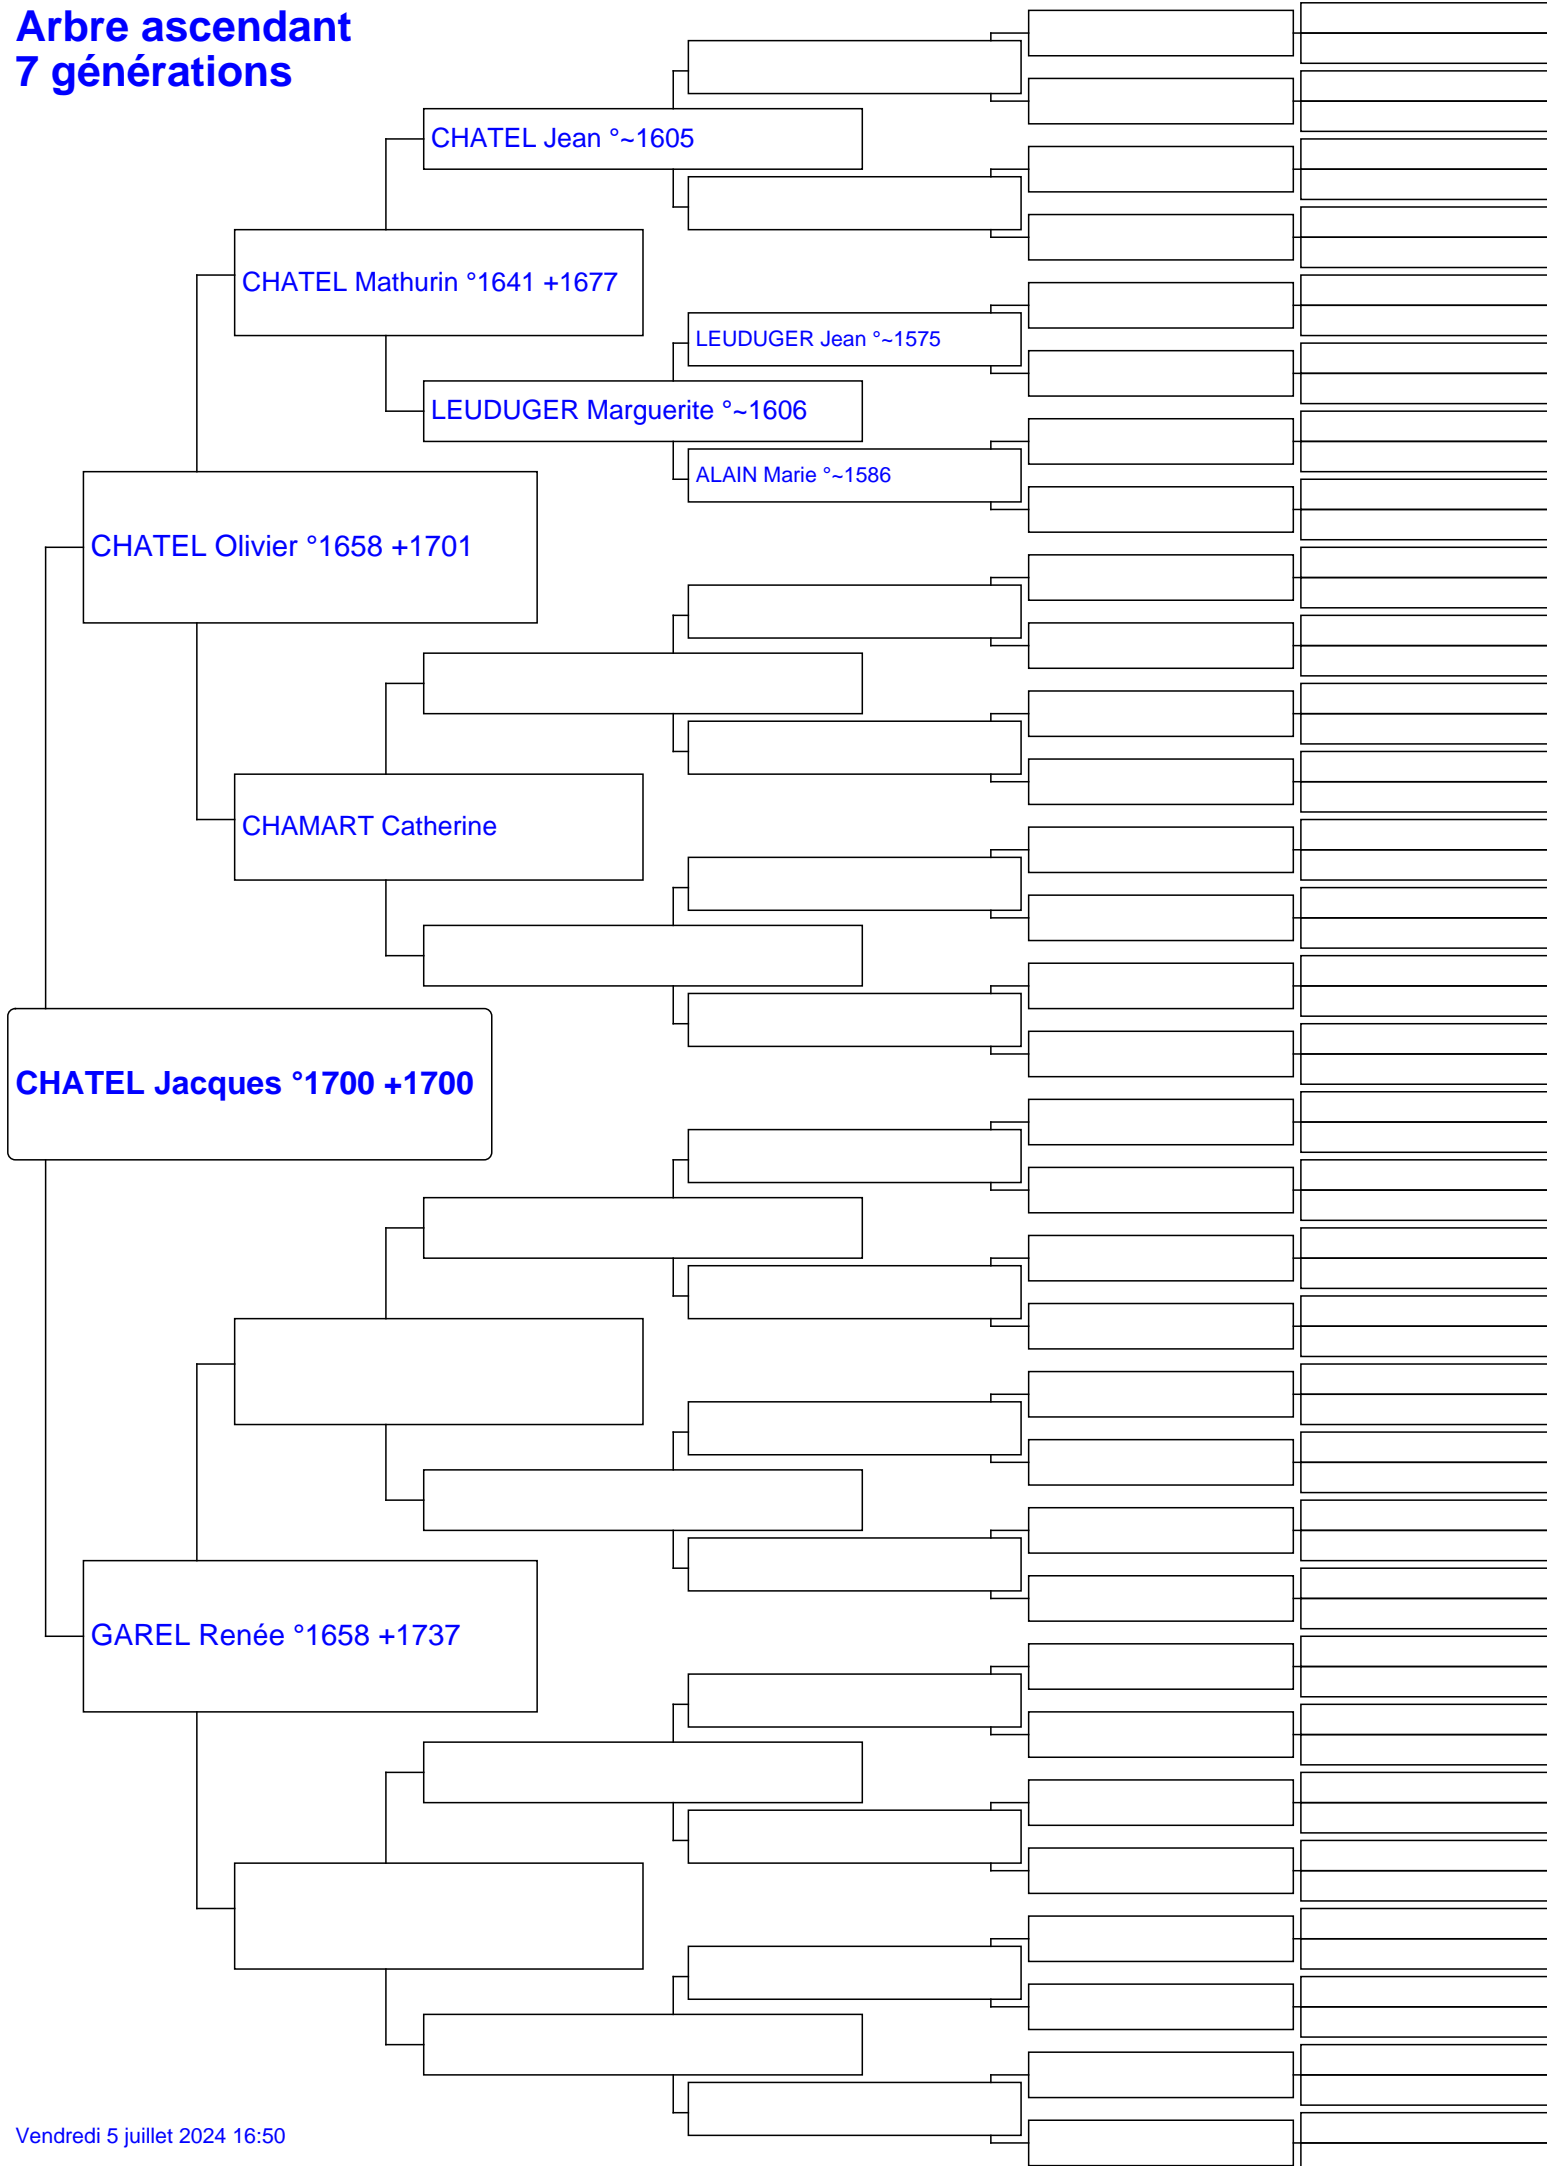 Arbre ascendant
7 générations
CHATEL Jean °~1605
CHATEL Mathurin °1641 +1677
LEUDUGER Jean °~1575
LEUDUGER Marguerite °~1606
ALAIN Marie °~1586
CHATEL Olivier °1658 +1701
CHAMART Catherine
CHATEL Jacques °1700 +1700
GAREL Renée °1658 +1737
Vendredi 5 juillet 2024 16:50